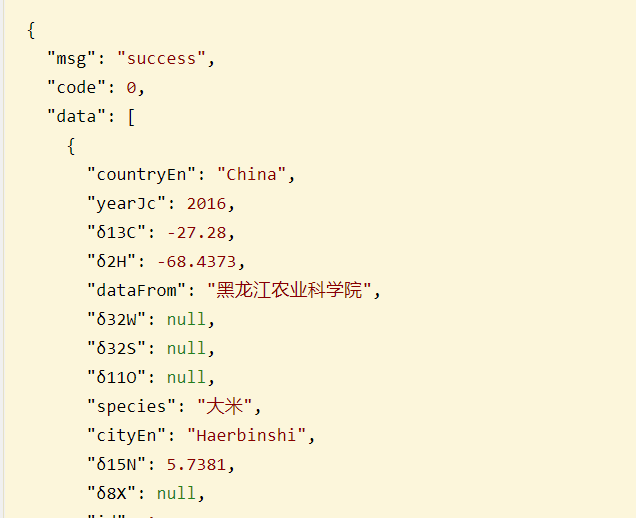 {
"msg": "success",
"code": 0,
"data": [
{
"countryEn": "China",
"yearJc": 2016,
"δ13C": -27.28,
"δ2H": -68.4373,
"dataFrom": "黑龙江农业科学院",
"δ32W": null,
"δ32S": null,
"δ11O": null,
"species": "大米",
"cityEn": "Haerbinshi",
"δ15N": 5.7381,
"δ8X": null,